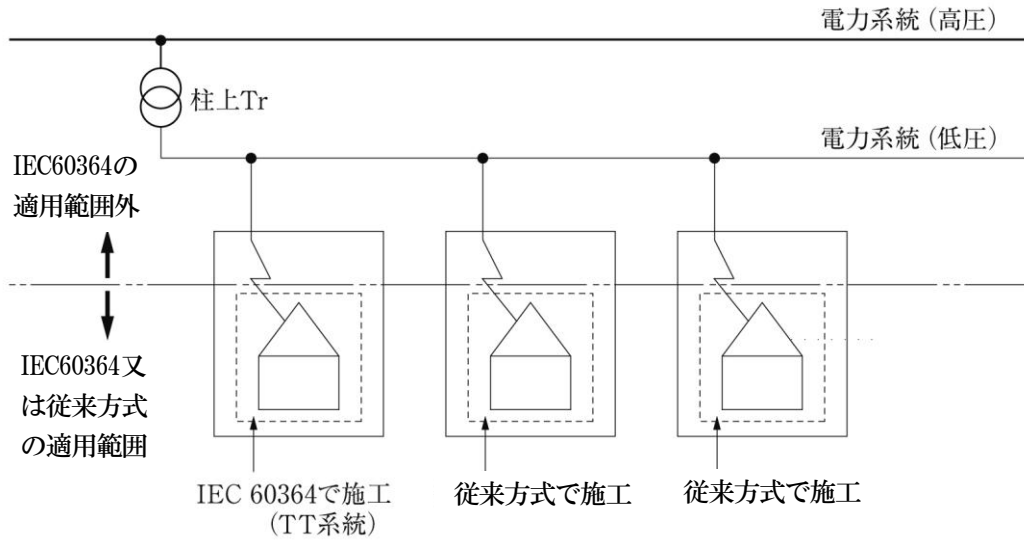 電力系統（高圧）
柱上Tr
電力系統（低圧）
IEC60364の
適用範囲外
IEC60364又
は従来方式
の適用範囲
IEC 60364で施工
（TT系統）
従来方式で施工
従来方式で施工